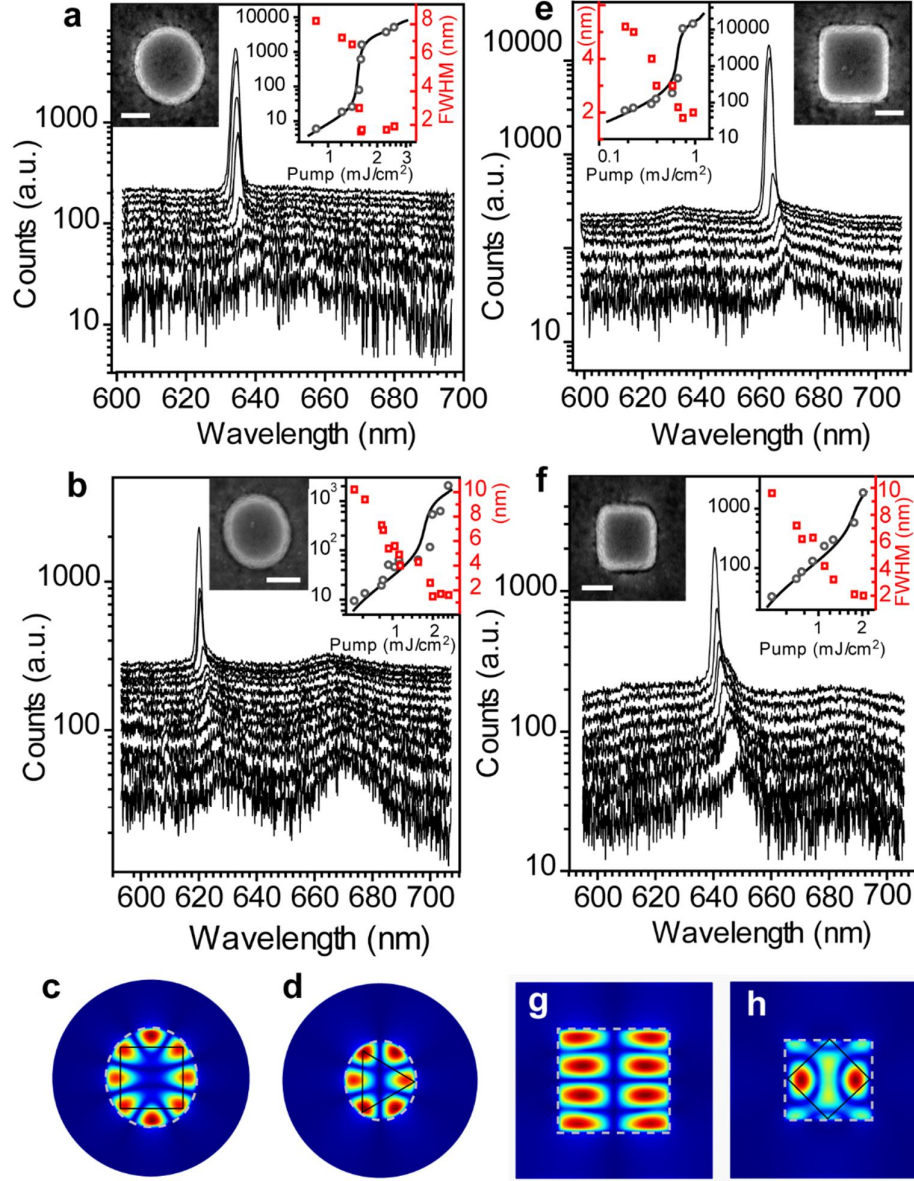 a
Counts (a.u.)
1000
100
10
600 620 640 660 680 700
Wavelength (nm)
10000
1000
100
10
8
6
4
2
FWHM (nm)
1 2 3
Pump (mJ/cm²)
e
Counts (a.u.)
10000
1000
100
10
600 620 640 660 680 700
Wavelength (nm)
(nm)
4
2
10000
1000
100
10
0.1 1
Pump (mJ/cm²)
b
Counts (a.u.)
1000
100
600 620 640 660 680 700
Wavelength (nm)
10³
10²
10
10
8
6
4
2
(nm)
1 2
Pump (mJ/cm²)
f
Counts (a.u.)
1000
100
10
600 620 640 660 680 700
Wavelength (nm)
1000
100
10
8
6
4
2
FWHM (nm)
1 2
Pump (mJ/cm²)
c
d
g
h